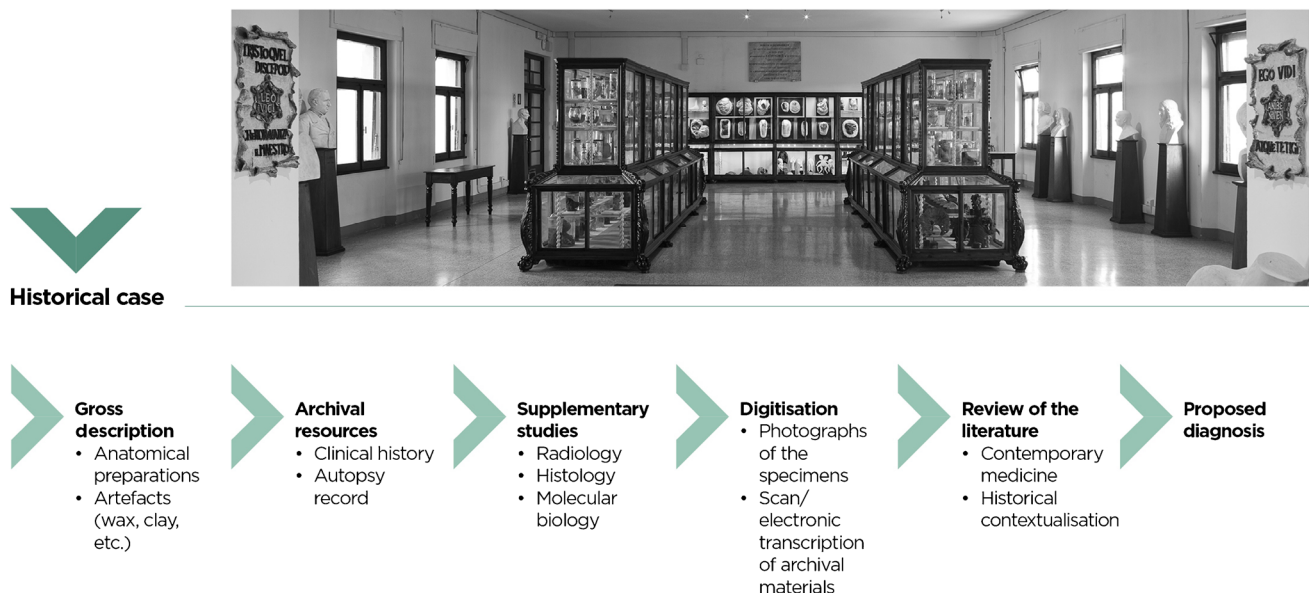 EGO VIDI
Historical case
Gross
description
• Anatomical
preparations
• Artefacts
(wax, clay,
etc.)
Archival
resources
• Clinical history
• Autopsy
record
Supplementary
studies
• Radiology
• Histology
• Molecular
biology
Digitisation
• Photographs
of the
specimens
• Scan/
electronic
transcription
of archival
materials
Review of the
literature
• Contemporary
medicine
• Historical
contextualisation
Proposed
diagnosis